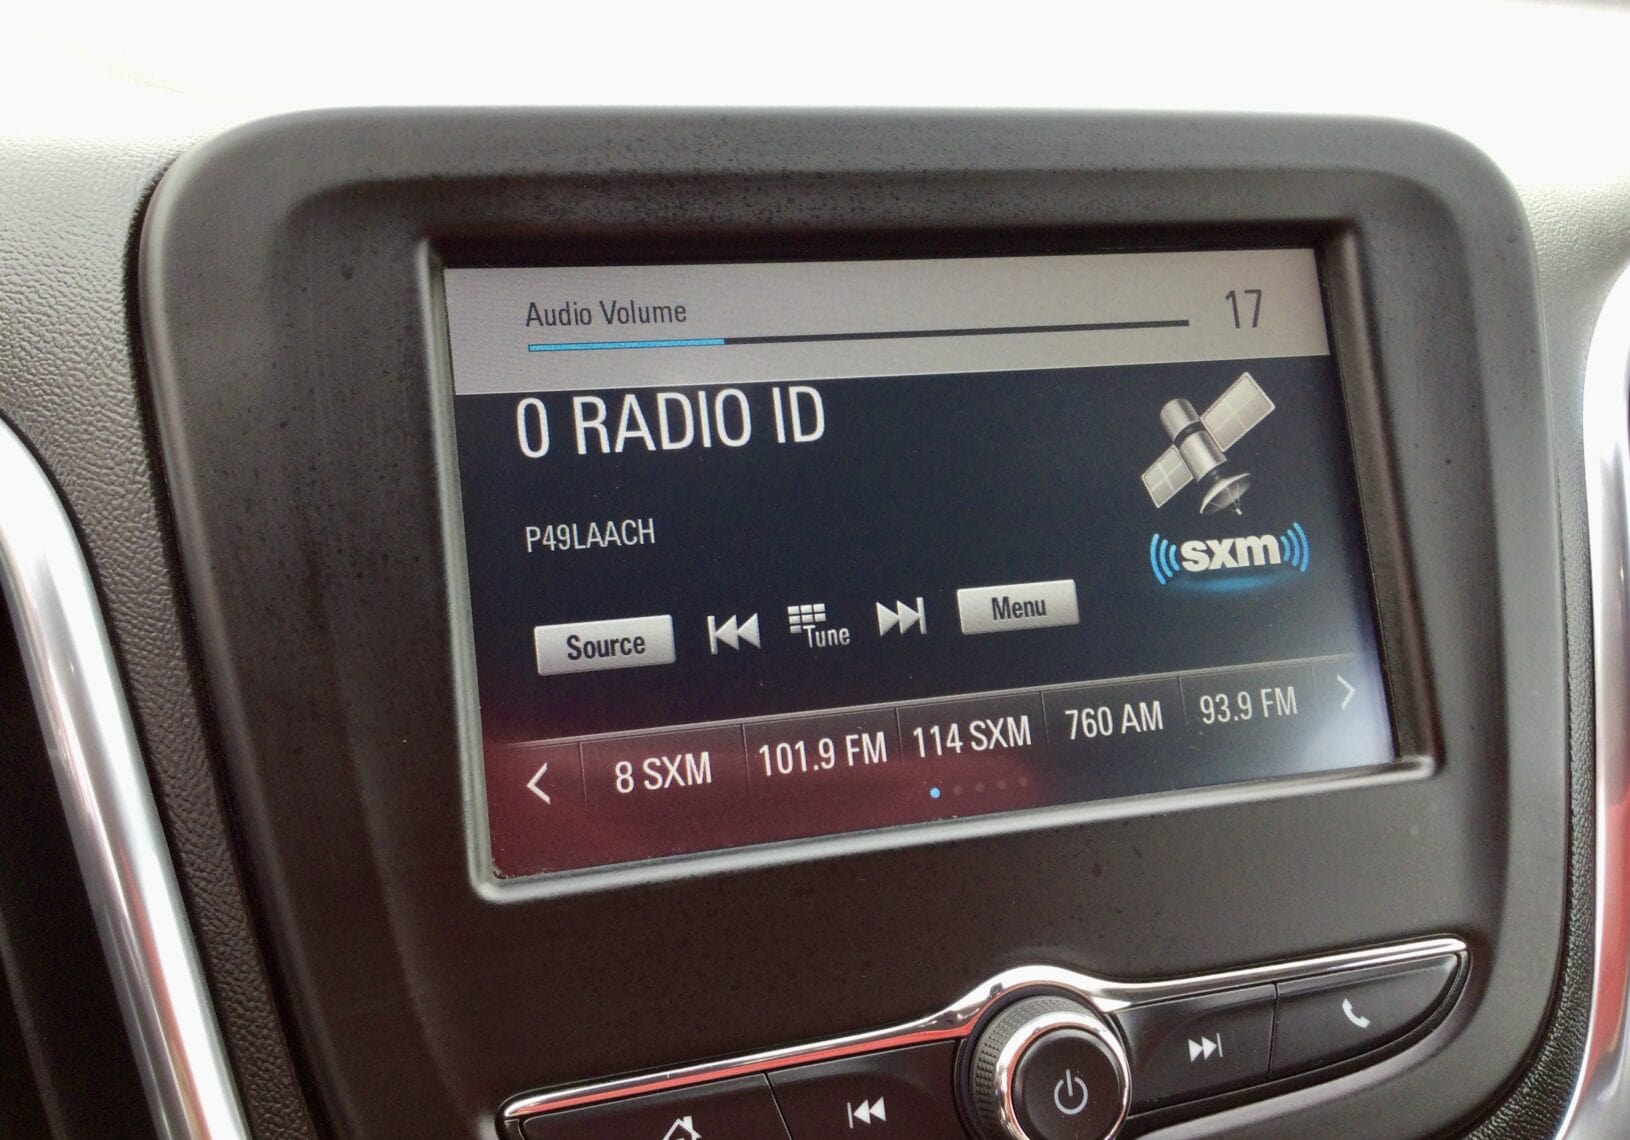 Audio Volume 17
0 RADIO ID
P49LAACH
sxm
Source Tune Menu
8 SXM 101.9 FM 114 SXM 760 AM 93.9 FM